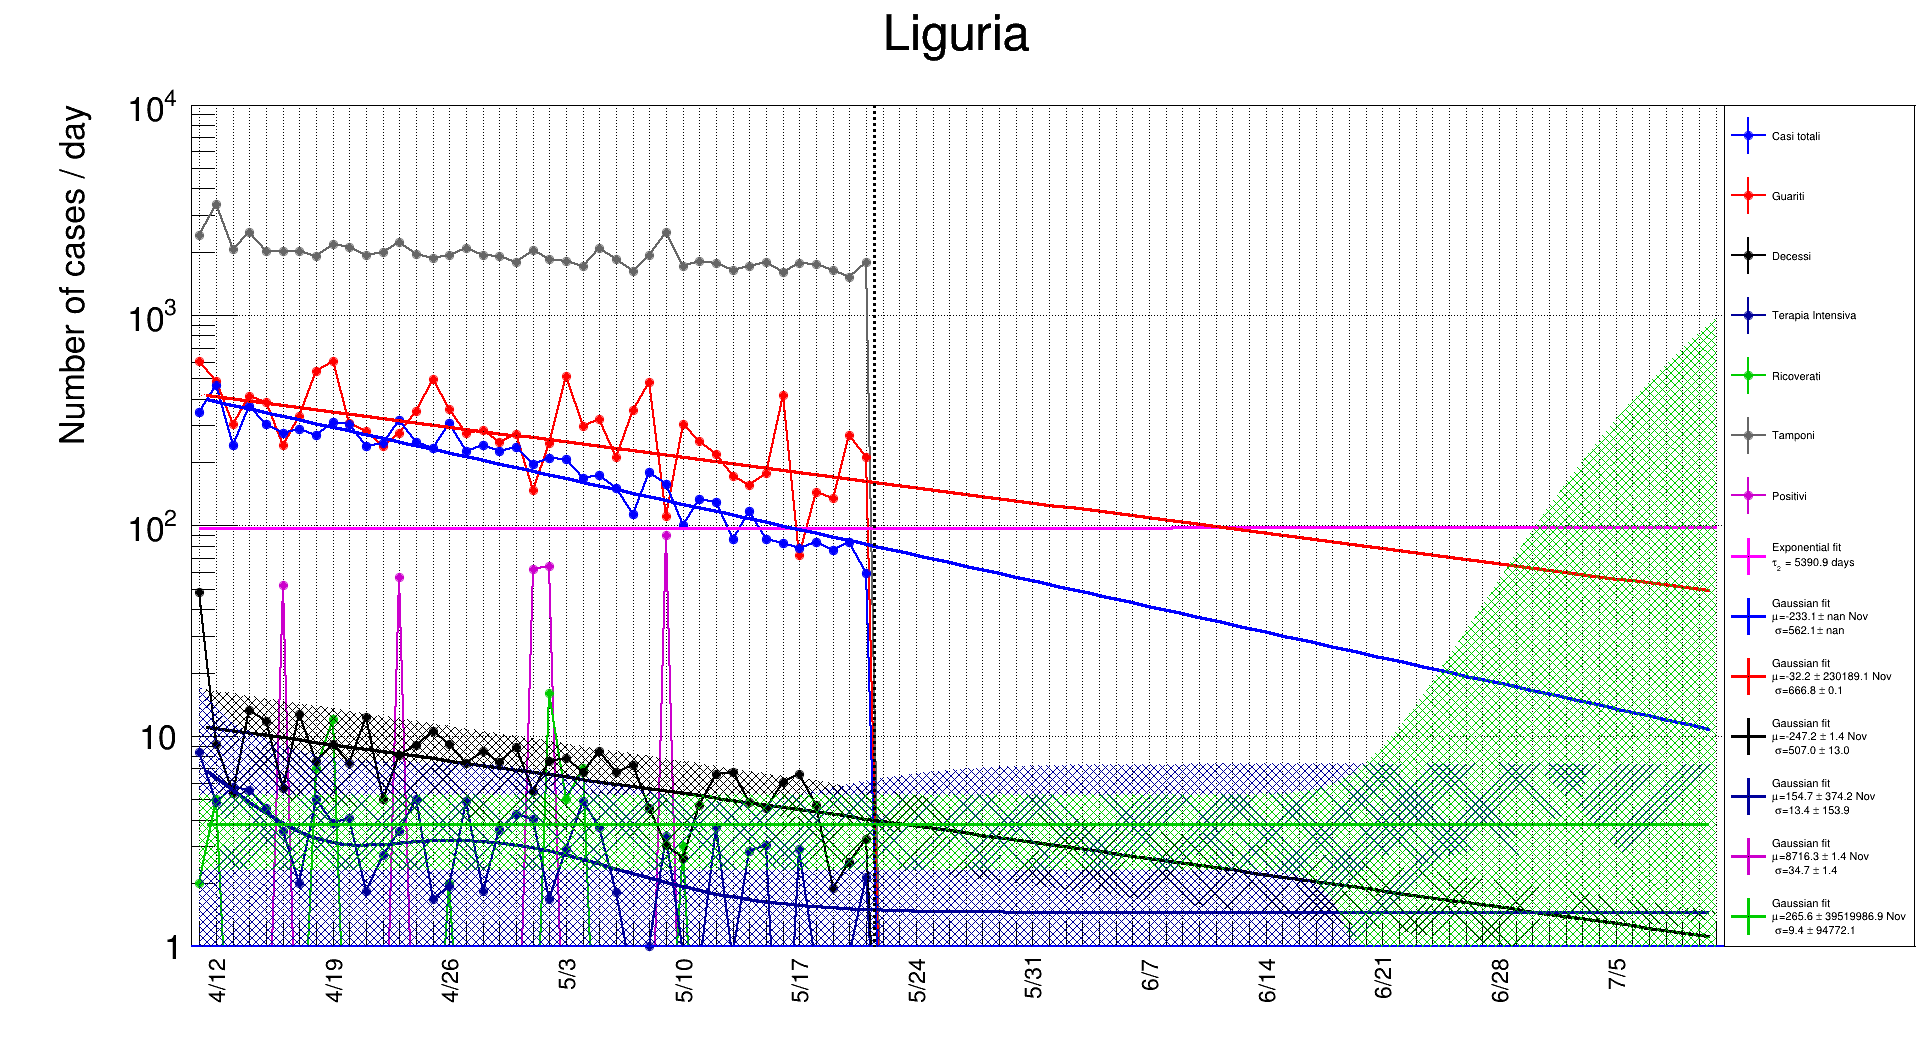 Liguria
Number of cases / day
10^4
10^3
10^2
10
1
4/12
4/19
4/26
5/3
5/10
5/17
5/24
5/31
6/7
6/14
6/21
6/28
7/5
Casi totali
Guariti
Decessi
Terapia Intensiva
Ricoverati
Tamponi
Positivi
Exponential fit
τ_2 = 5390.9 days
Gaussian fit
μ=-233.1 ± nan Nov
σ=562.1 ± nan
Gaussian fit
μ=-32.2 ± 230189.1 Nov
σ=666.8 ± 0.1
Gaussian fit
μ=-247.2 ± 1.4 Nov
σ=507.0 ± 13.0
Gaussian fit
μ=154.7 ± 374.2 Nov
σ=13.4 ± 153.9
Gaussian fit
μ=8716.3 ± 1.4 Nov
σ=34.7 ± 1.4
Gaussian fit
μ=265.6 ± 39519986.9 Nov
σ=9.4 ± 94772.1